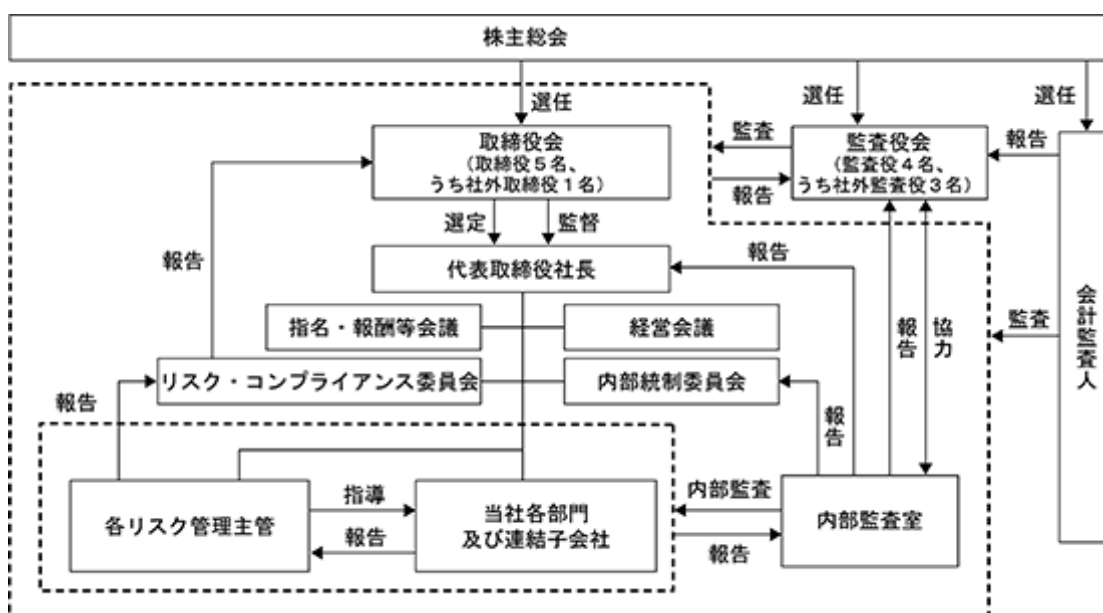 株主総会
選任
選任
選任
取締役会
（取締役５名、
うち社外取締役１名）
監査
報告
監査役会
（監査役４名、
うち社外監査役３名）
報告
選定
監督
報告
代表取締役社長
報告
指名・報酬等会議
経営会議
報告
協力
監査
会計監査人
リスク・コンプライアンス委員会
内部統制委員会
報告
報告
各リスク管理主管
指導
報告
当社各部門
及び連結子会社
内部監査
報告
内部監査室